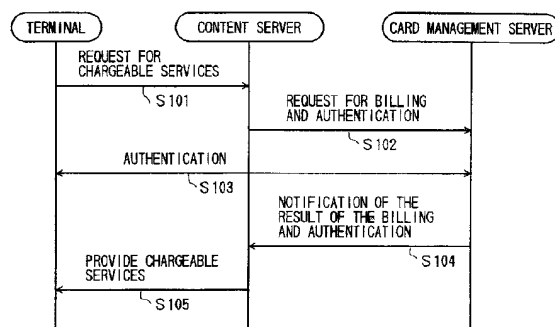 TERMINAL
CONTENT SERVER
CARD MANAGEMENT SERVER
REQUEST FOR
CHARGEABLE SERVICES
S101
REQUEST FOR BILLING
AND AUTHENTICATION
S102
AUTHENTICATION
S103
NOTIFICATION OF THE
RESULT OF THE BILLING
AND AUTHENTICATION
S104
PROVIDE CHARGEABLE
SERVICES
S105